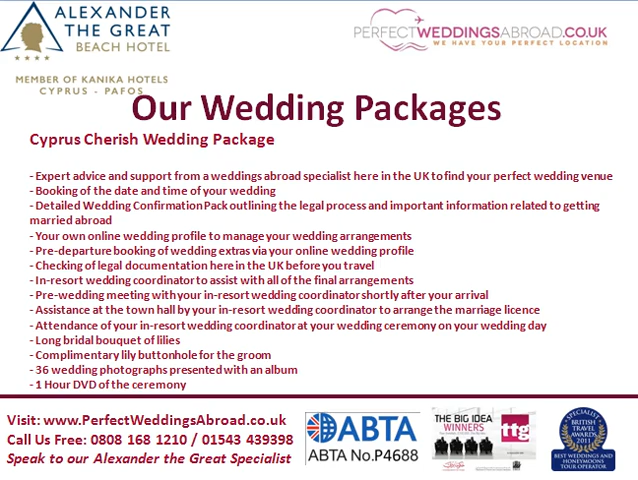 ALEXANDER
THE GREAT
BEACH HOTEL
MEMBER OF KANIKA HOTELS
CYPRUS - PAFOS
PERFECTWEDDINGSABROAD.CO.UK
WE HAVE YOUR PERFECT LOCATION
Our Wedding Packages
Cyprus Cherish Wedding Package
- Expert advice and support from a weddings abroad specialist here in the UK to find your perfect wedding venue
- Booking of the date and time of your wedding
- Detailed Wedding Confirmation Pack outlining the legal process and important information related to getting
married abroad
- Your own online wedding profile to manage your wedding arrangements
- Pre-departure booking of wedding extras via your online wedding profile
- Checking of legal documentation here in the UK before you travel
- In-resort wedding coordinator to assist with all of the final arrangements
- Pre-wedding meeting with your in-resort wedding coordinator shortly after your arrival
- Assistance at the town hall by your in-resort wedding coordinator to arrange the marriage licence
- Attendance of your in-resort wedding coordinator at your wedding ceremony on your wedding day
- Long bridal bouquet of lilies
- Complimentary lily buttonhole for the groom
- 36 wedding photographs presented with an album
- 1 Hour DVD of the ceremony
Visit: www.PerfectWeddingsAbroad.co.uk
Call Us Free: 0808 168 1210 / 01543 439398
Speak to our Alexander the Great Specialist
ABTA
ABTA No.P4688
THE BIG IDEA
WINNERS
ttg
SPECIALIST
BRITISH
TRAVEL
AWARDS
2011
BEST WEDDINGS AND
HONEYMOONS
TOUR OPERATOR